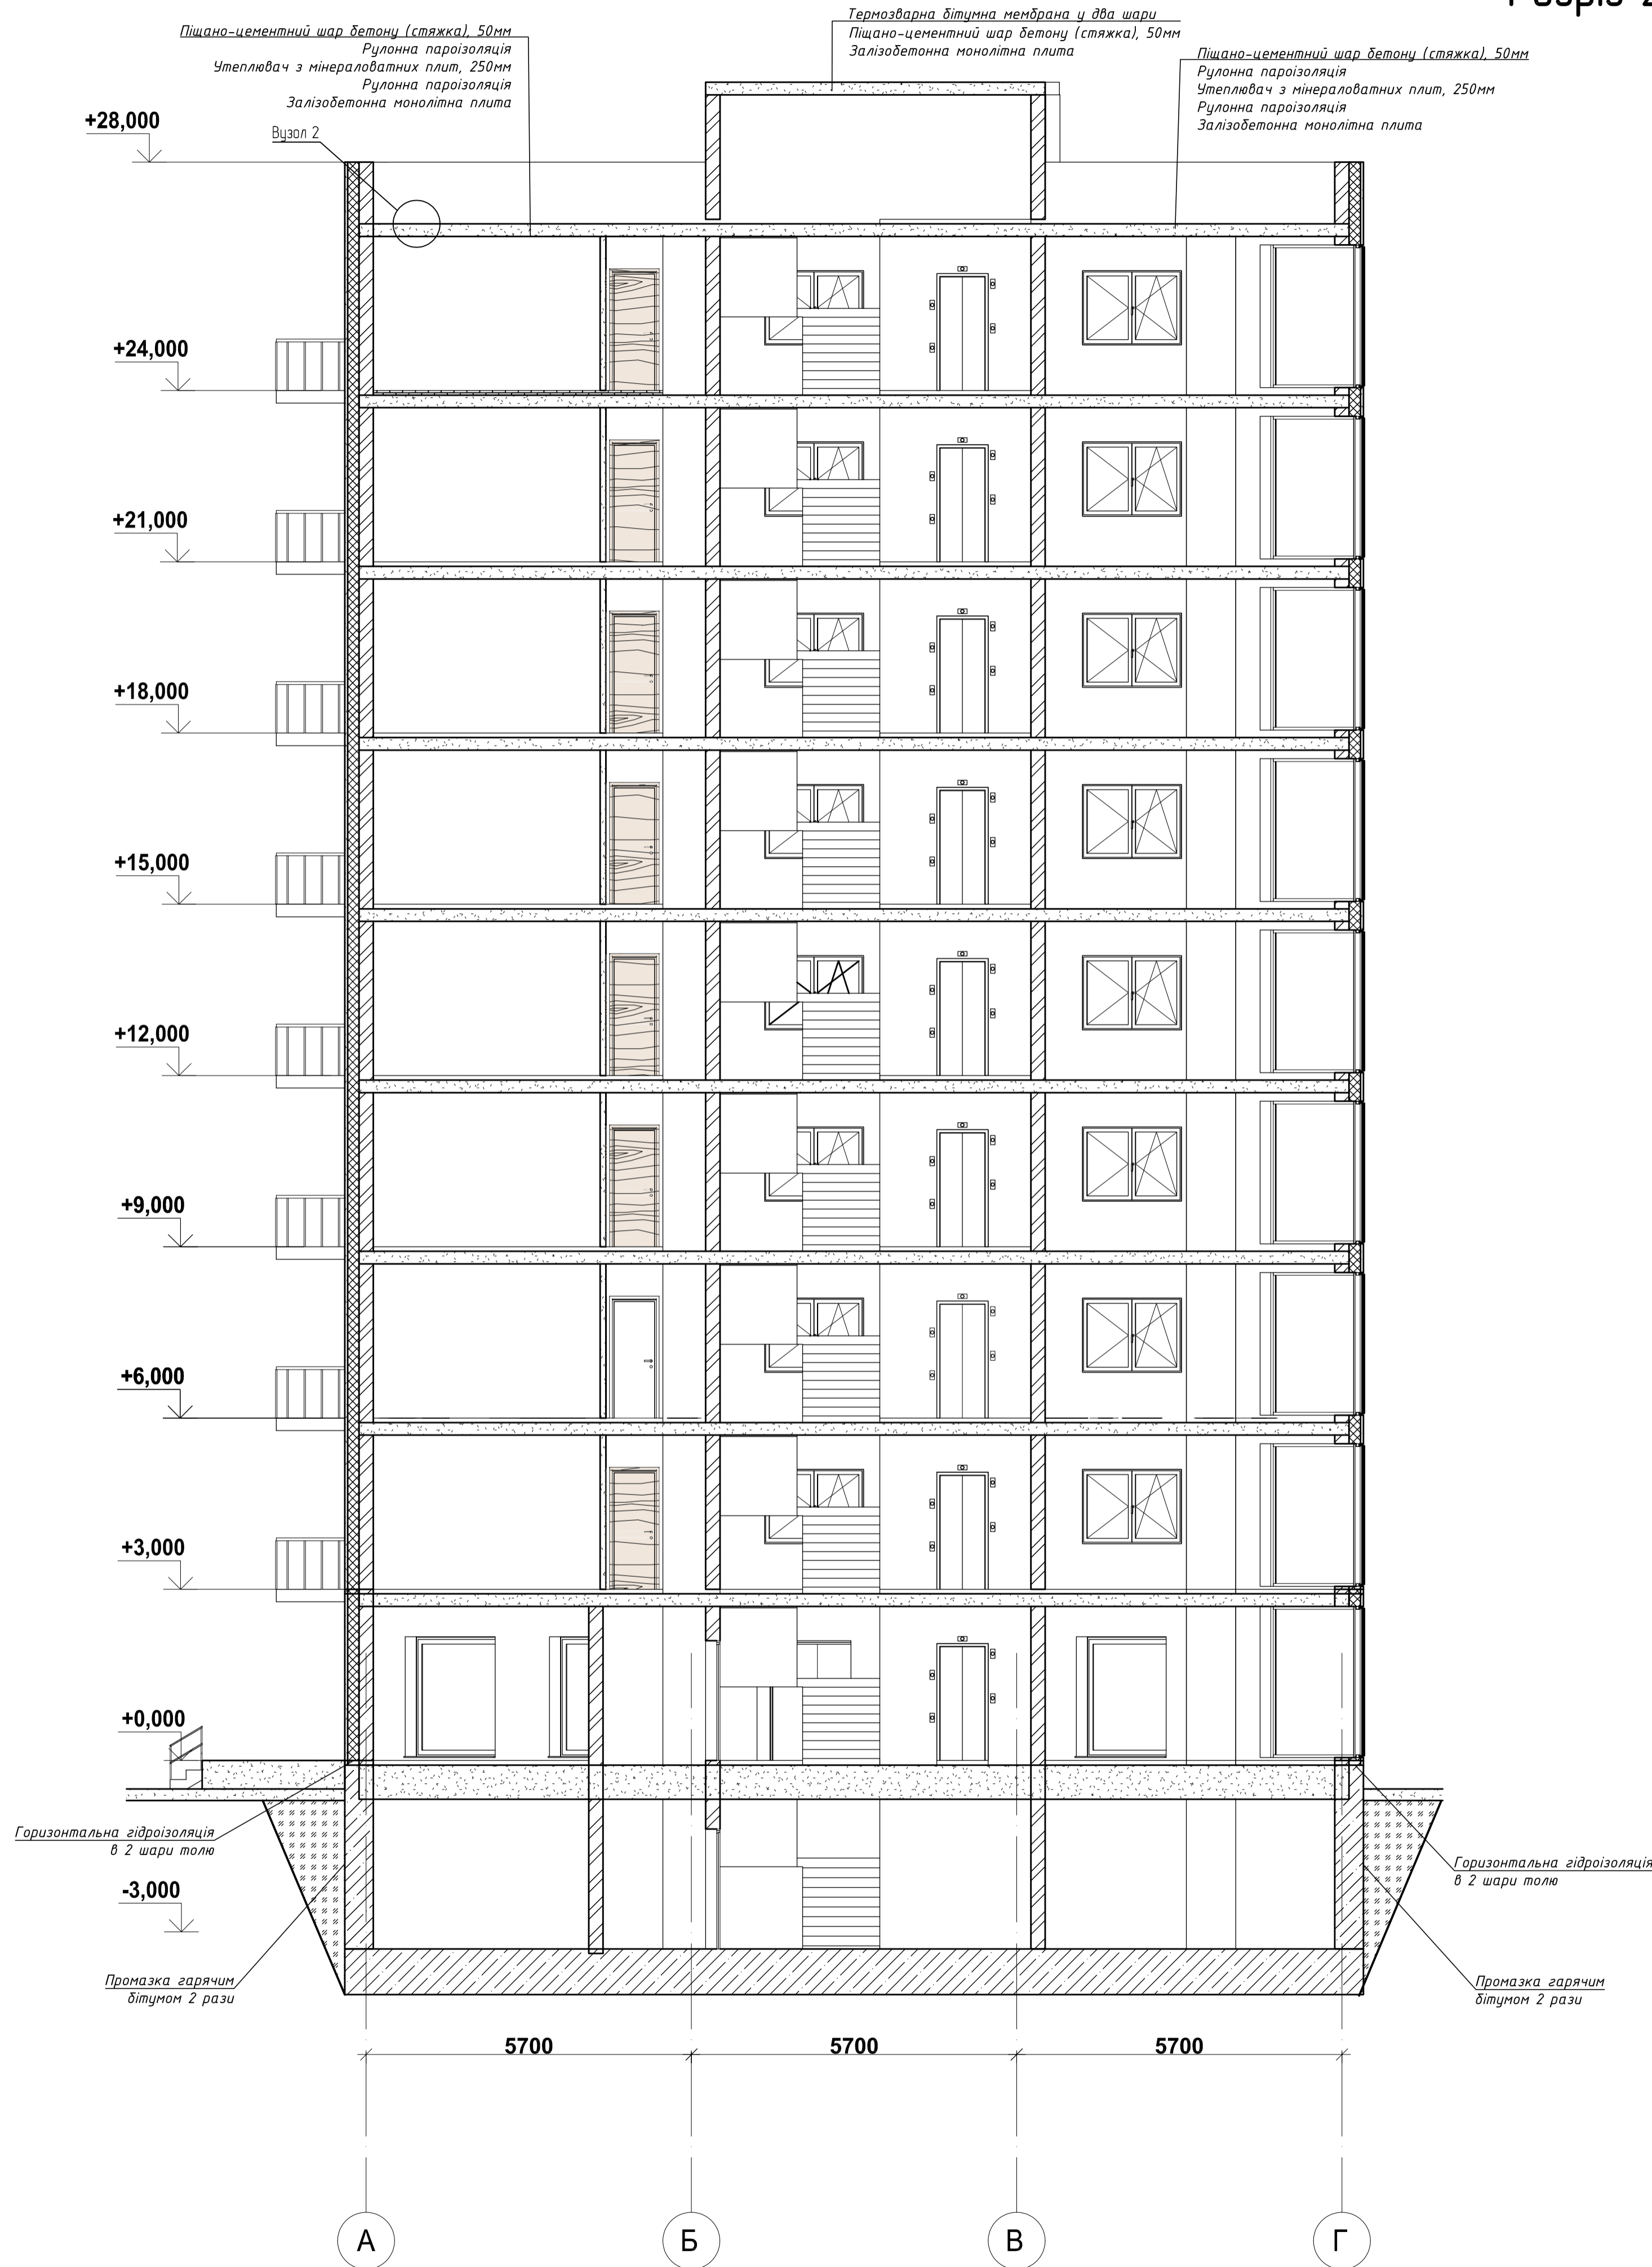 Піщано-цементний шар бетону (стяжка), 50мм
Рулонна пароізоляція
Утеплювач з мінераловатних плит, 250мм
Рулонна пароізоляція
Залізобетонна монолітна плита
Термозварна бітумна мембрана у два шари
Піщано-цементний шар бетону (стяжка), 50мм
Залізобетонна монолітна плита
Піщано-цементний шар бетону (стяжка), 50мм
Рулонна пароізоляція
Утеплювач з мінераловатних плит, 250мм
Рулонна пароізоляція
Залізобетонна монолітна плита
+28,000
Вузол 2
+24,000
+21,000
+18,000
+15,000
+12,000
+9,000
+6,000
+3,000
+0,000
Горизонтальна гідроізоляція
в 2 шари толю
-3,000
Промазка гарячим
бітумом 2 рази
Горизонтальна гідроізоляція
в 2 шари толю
Промазка гарячим
бітумом 2 рази
5700 5700 5700
А Б В Г